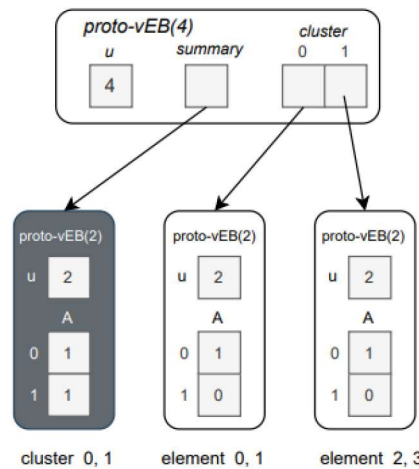 proto-vEB(4)
u summary cluster
0 1
4
proto-vEB(2) proto-vEB(2) proto-vEB(2)
u 2 u 2 u 2
A A A
0 1 0 1 0 1
1 1 1 0 1 0
cluster 0, 1 element 0, 1 element 2, 3